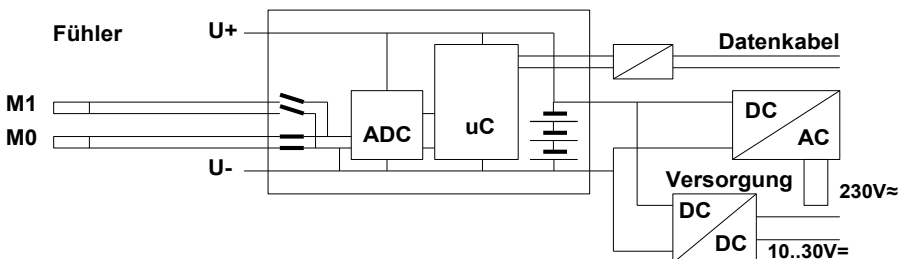 Fühler
U+
Datenkabel
M1
M0
ADC
uC
DC
AC
U-
Versorgung
230V≈
DC
DC
10..30V=